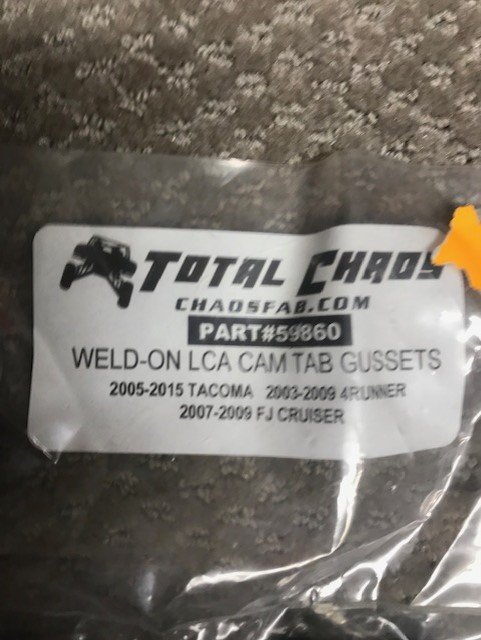 TOTAL CHAOS
CHAOSFAB.COM
PART#59860
WELD-ON LCA CAM TAB GUSSETS
2005-2015 TACOMA 2003-2009 4RUNNER
2007-2009 FJ CRUISER